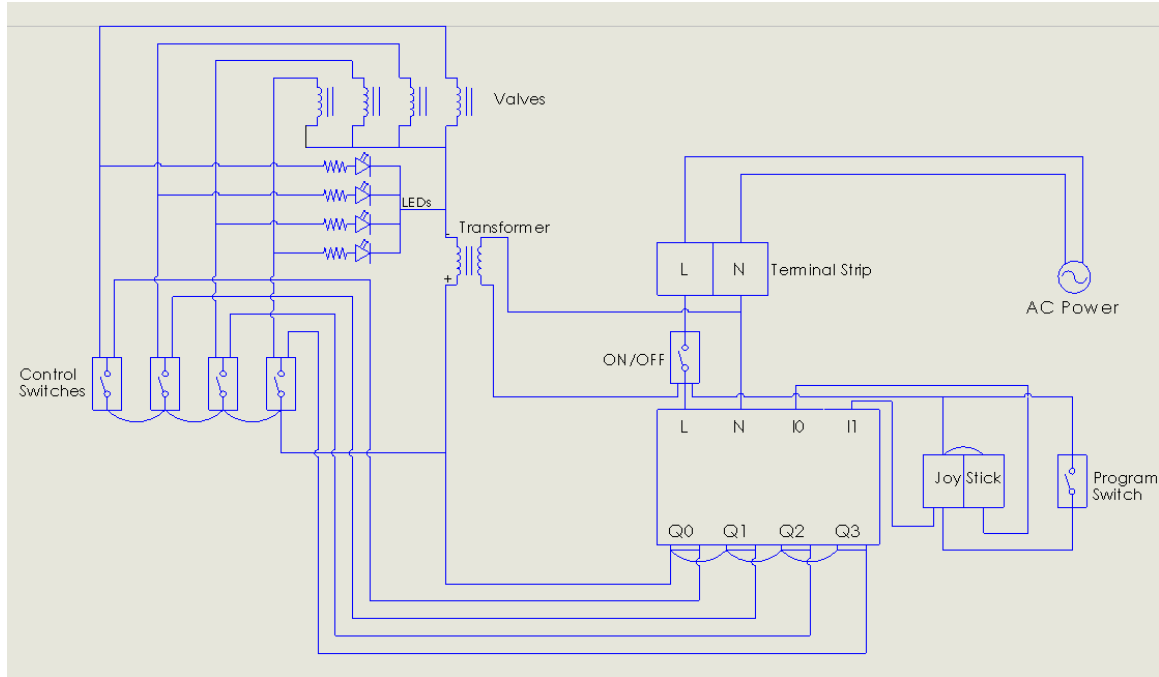 Valves
LEDs
Transformer
-
+
L N Terminal Strip
AC Power
ON/OFF
Control
Switches
L N I0 I1
Joy Stick
Program
Switch
Q0 Q1 Q2 Q3